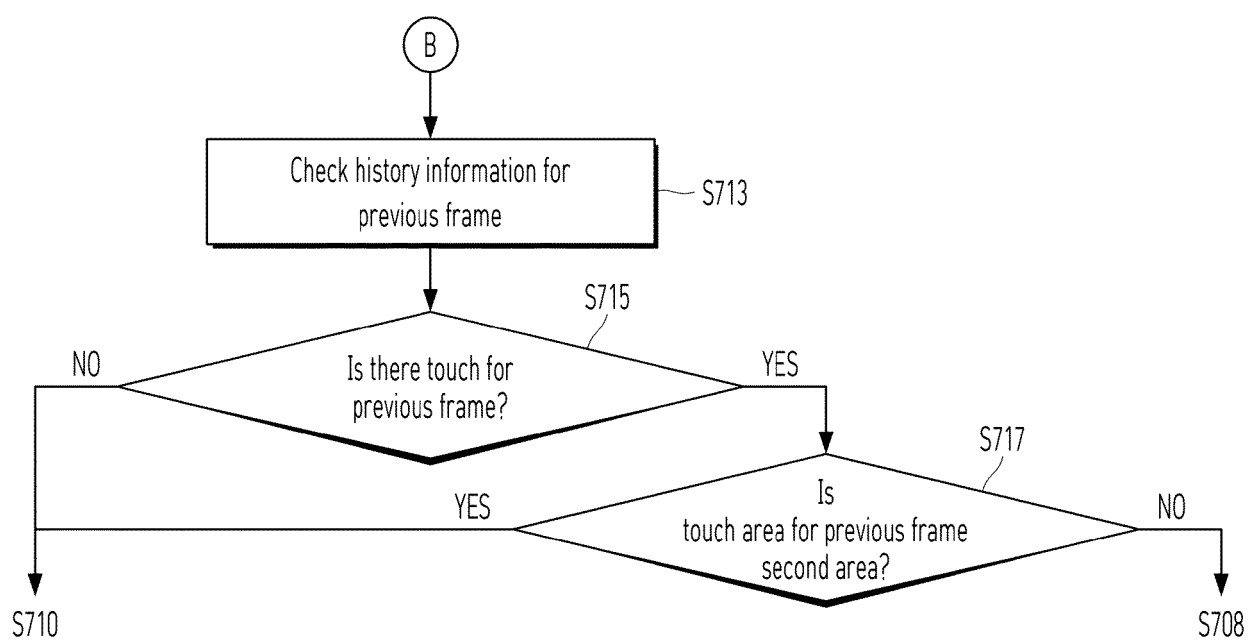 B
Check history information for
previous frame
S713
S715
NO
Is there touch for
previous frame?
YES
S717
YES
Is
touch area for previous frame
second area?
NO
S710
S708